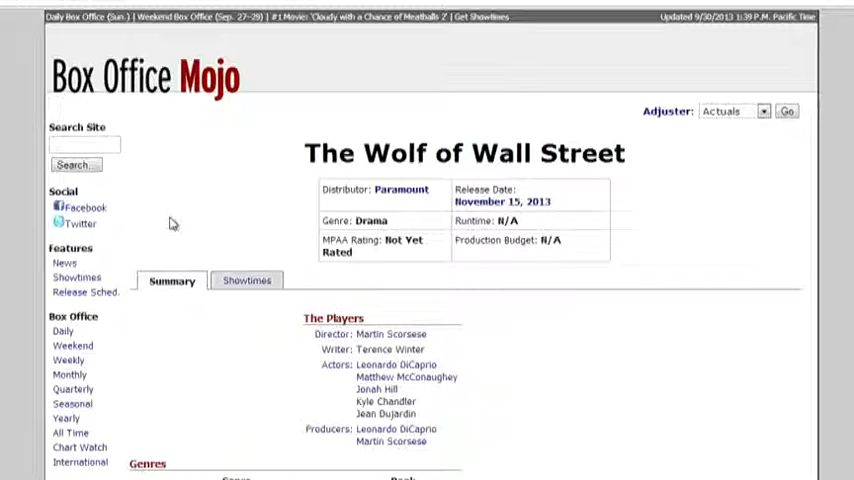 Daily Box Office (Sun.) | Weekend Box Office (Sep. 27-29) | #1 Movie: 'Cloudy with a Chance of Meatballs 2' | Get Showtimes
Updated 9/30/2013 1:39 P.M. Pacific Time
Box Office Mojo
Adjuster: Actuals Go
Search Site
Search...
Social
Facebook
Twitter
Features
News
Showtimes
Release Sched.
Box Office
Daily
Weekend
Weekly
Monthly
Quarterly
Seasonal
Yearly
All Time
Chart Watch
International
The Wolf of Wall Street
Distributor: Paramount
Release Date:
November 15, 2013
Genre: Drama
Runtime: N/A
MPAA Rating: Not Yet
Rated
Production Budget: N/A
Summary
Showtimes
The Players
Director: Martin Scorsese
Writer: Terence Winter
Actors: Leonardo DiCaprio
Matthew McConaughey
Jonah Hill
Kyle Chandler
Jean Dujardin
Producers: Leonardo DiCaprio
Martin Scorsese
Genres